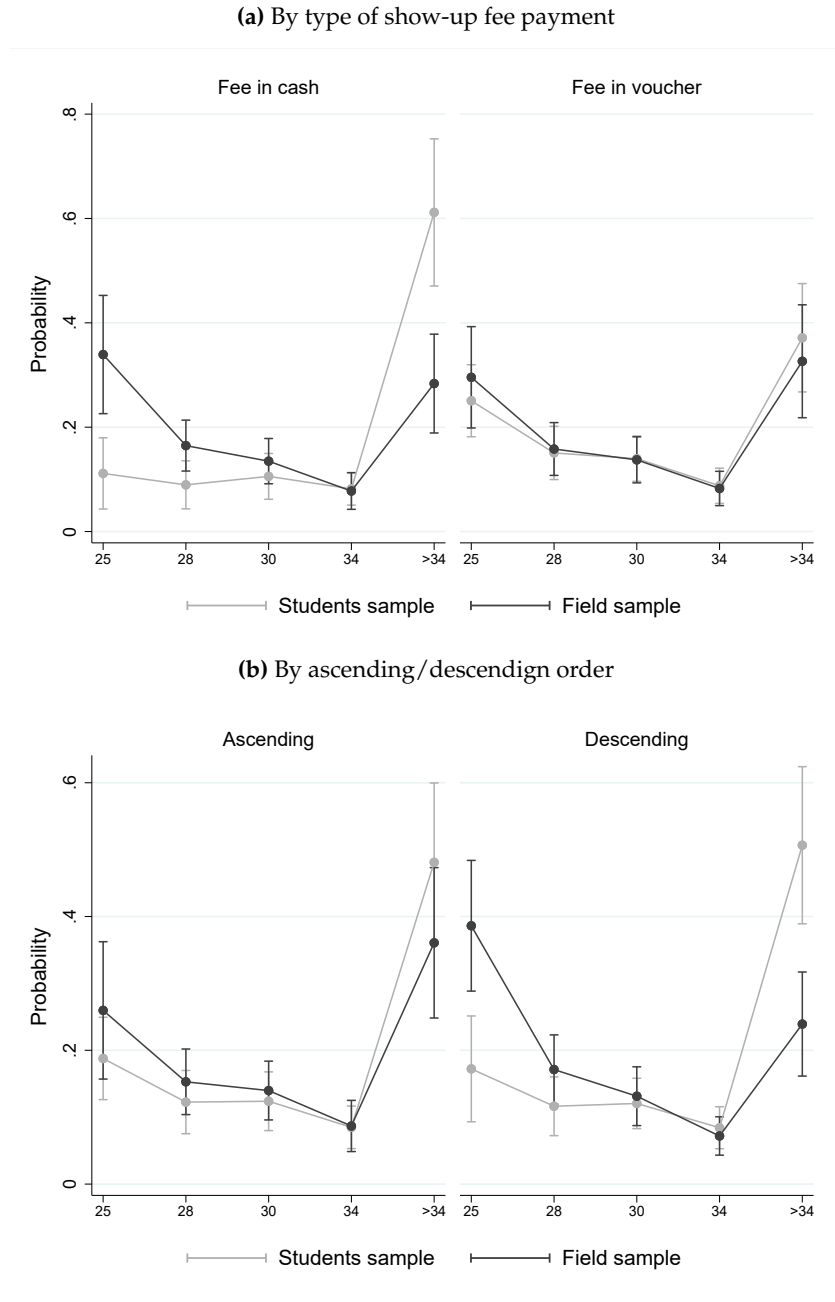 (a) By type of show-up fee payment
Fee in cash Fee in voucher
Probability
.8
.6
.4
.2
0
25 28 30 34 >34 25 28 30 34 >34
Students sample Field sample
(b) By ascending/descendign order
Ascending Descending
Probability
.6
.4
.2
0
25 28 30 34 >34 25 28 30 34 >34
Students sample Field sample